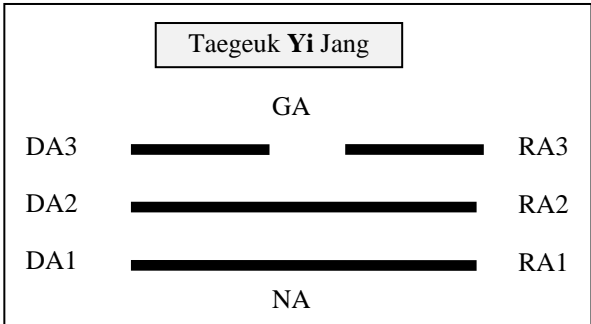 Taegeuk Yi Jang
GA
DA3 RA3
DA2 RA2
DA1 RA1
NA